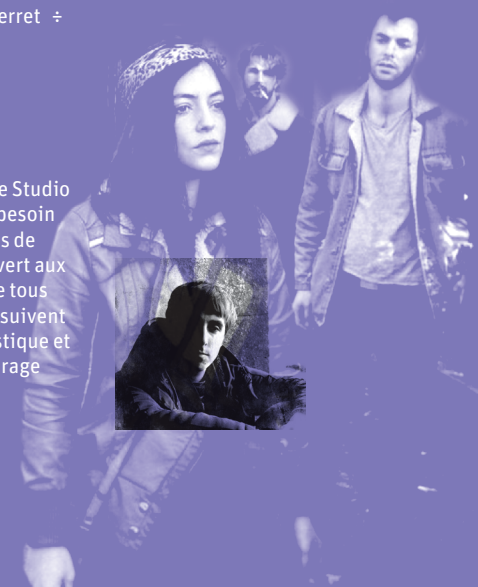 erret ÷
e Studio
besoin
s de
vert aux
e tous
suivent
stique et
rage